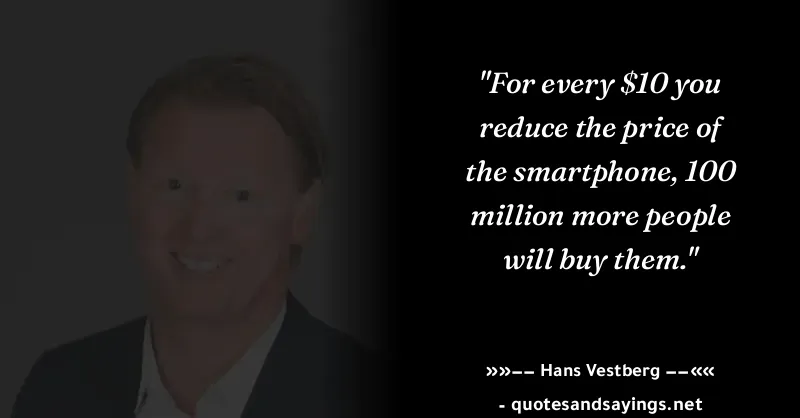 "For every $10 you
reduce the price of
the smartphone, 100
million more people
will buy them."
»»–– Hans Vestberg ––««
- quotesandsayings.net